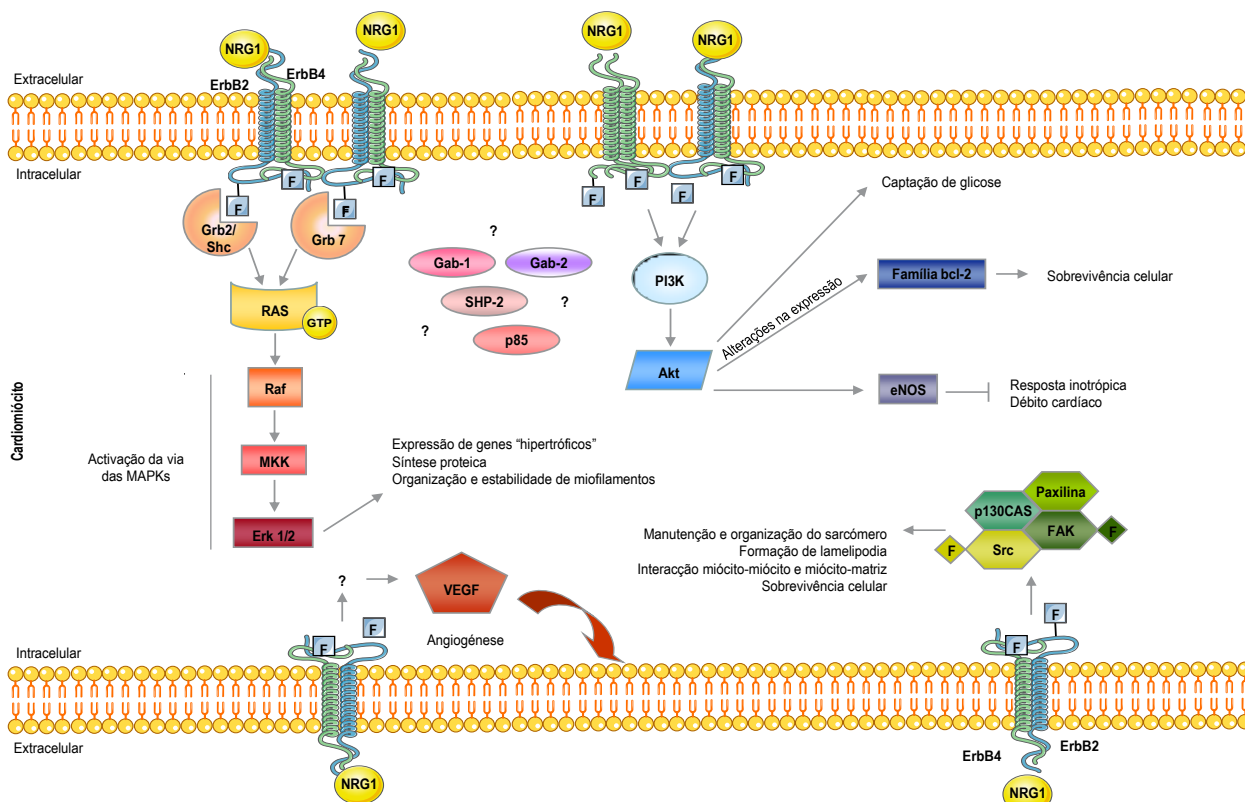 NRG1
NRG1
NRG1
NRG1
ErbB4
ErbB2
Extracelular
Intracelular
F
F
F
F
F
F
F
F
Grb2/
Shc
Grb 7
RAS
GTP
Raf
MKK
Erk 1/2
Cardiomiócito
Activação da via
das MAPKs
Expressão de genes “hipertróficos”
Síntese proteica
Organização e estabilidade de miofilamentos
?
Gab-1
Gab-2
SHP-2
?
?
p85
PI3K
Akt
Captação de glicose
Alterações na expressão
Família bcl-2
Sobrevivência celular
eNOS
Resposta inotrópica
Débito cardíaco
Paxilina
p130CAS
FAK
F
Src
F
Manutenção e organização do sarcómero
Formação de lamelipodia
Interacção miócito-miócito e miócito-matriz
Sobrevivência celular
?
VEGF
Angiogénese
F
F
F
F
Intracelular
Extracelular
ErbB4
ErbB2
NRG1
NRG1